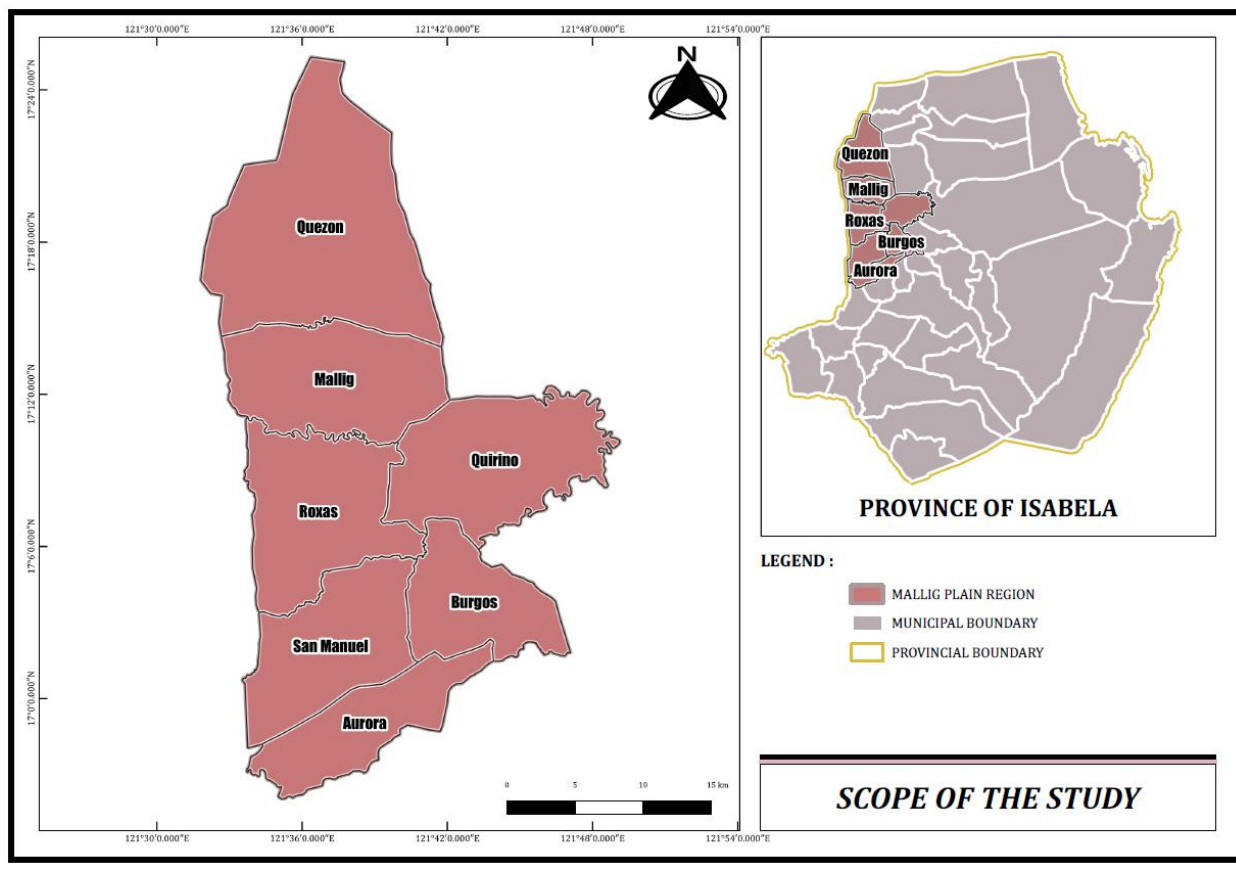 121°30'0.000"E
121°36'0.000"E
121°42'0.000"E
121°48'0.000"E
121°54'0.000"E
17°24'0.000"N
17°18'0.000"N
17°12'0.000"N
17°6'0.000"N
17°0'0.000"N
N
Quezon
Mallig
Quirino
Roxas
Burgos
San Manuel
Aurora
0 5 10 15 km
121°30'0.000"E
121°36'0.000"E
121°42'0.000"E
121°48'0.000"E
121°54'0.000"E
Quezon
Mallig
Roxas
Burgos
Aurora
PROVINCE OF ISABELA
LEGEND :
MALLIG PLAIN REGION
MUNICIPAL BOUNDARY
PROVINCIAL BOUNDARY
SCOPE OF THE STUDY